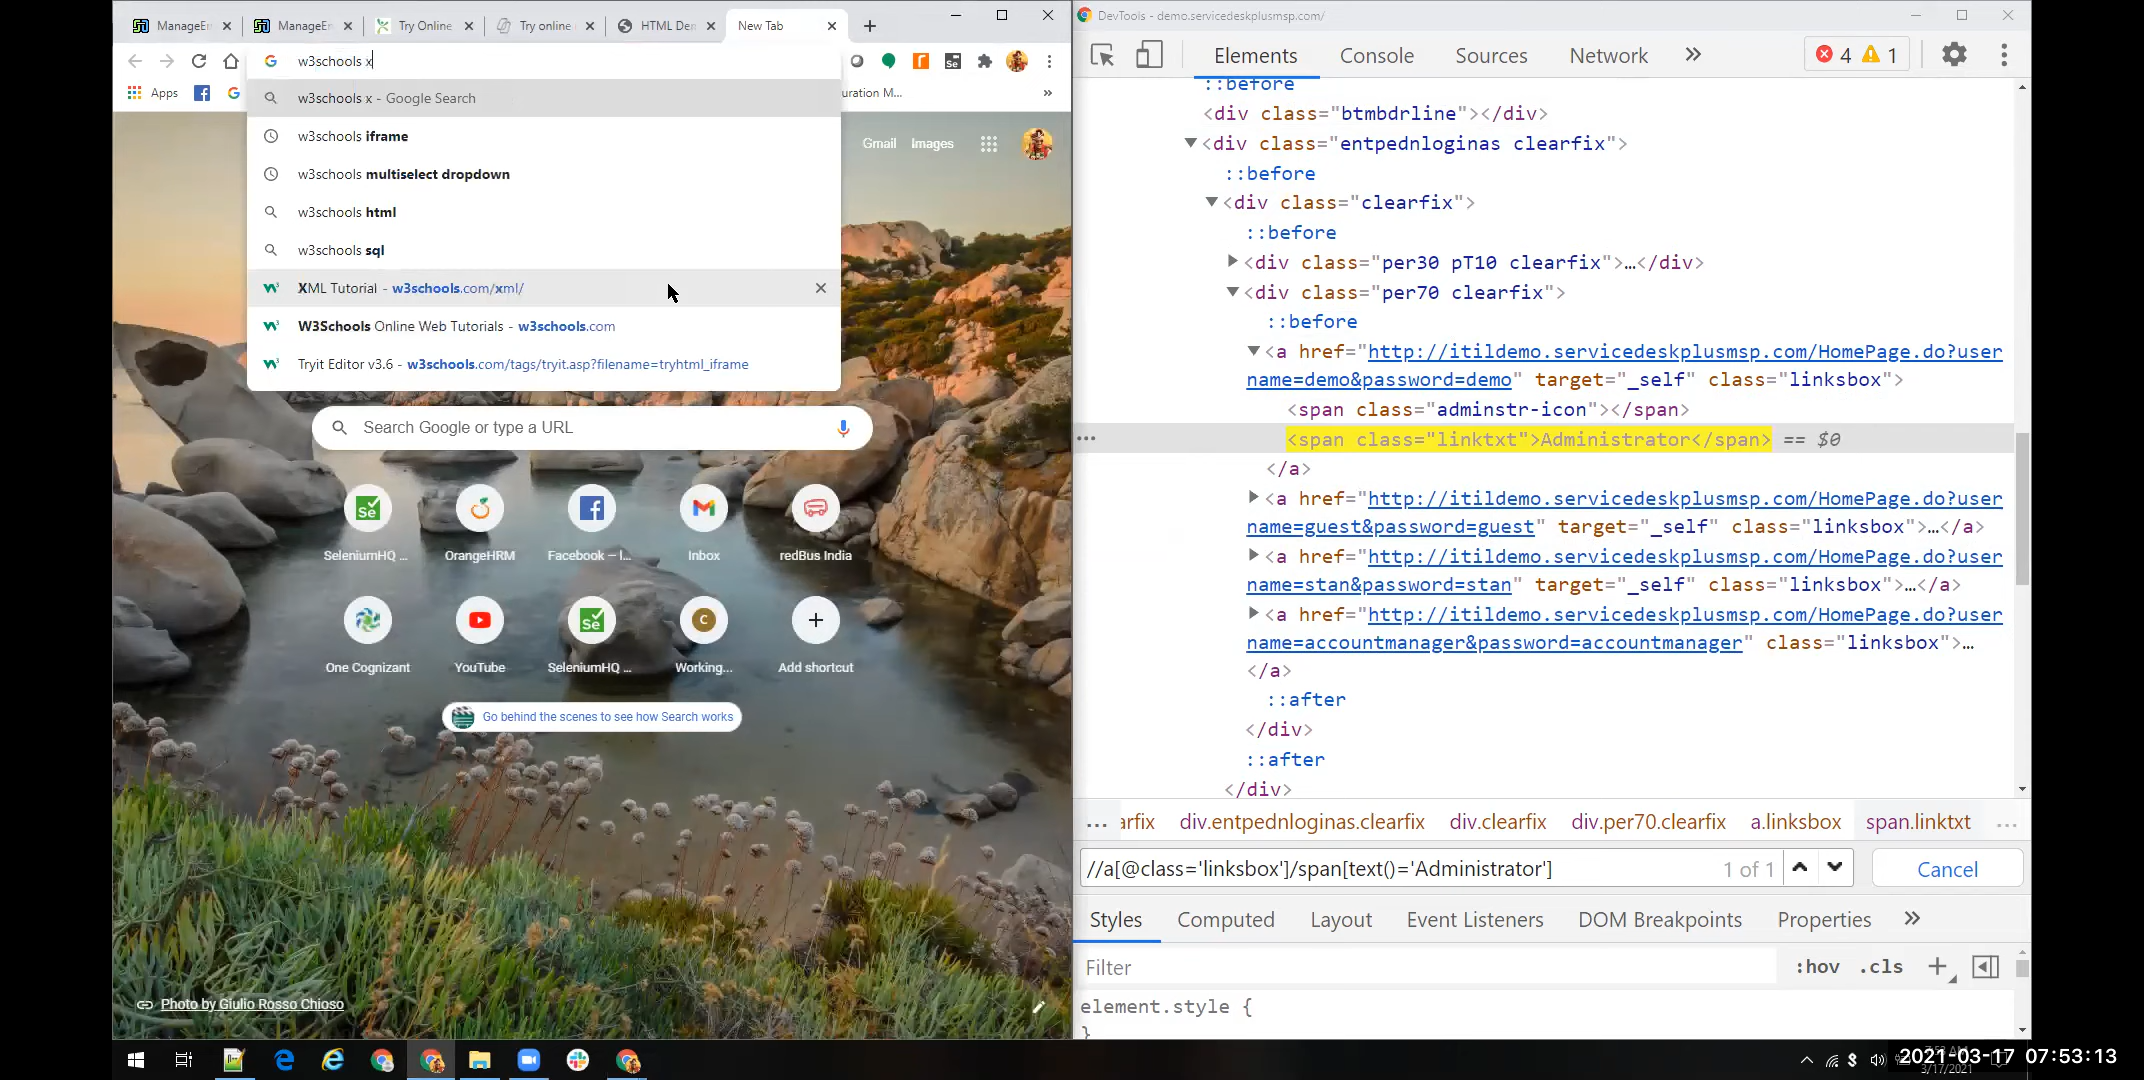 ManageEn
ManageEn
Try Online
Try online
HTML Den
New Tab
w3schools x
Apps
uration M...
w3schools x - Google Search
w3schools iframe
w3schools multiselect dropdown
w3schools html
w3schools sql
XML Tutorial - w3schools.com/xml/
W3Schools Online Web Tutorials - w3schools.com
Tryit Editor v3.6 - w3schools.com/tags/tryit.asp?filename=tryhtml_iframe
Gmail Images
Search Google or type a URL
SeleniumHQ ...
OrangeHRM
Facebook – l...
Inbox
redBus India
One Cognizant
YouTube
SeleniumHQ ...
C
Working...
Add shortcut
Go behind the scenes to see how Search works
Photo by Giulio Rosso Chioso
DevTools - demo.servicedeskplusmsp.com/
Elements Console Sources Network » 4 1
::before
<div class="btmbdrline"></div>
<div class="entpednloginas clearfix">
::before
<div class="clearfix">
::before
<div class="per30 pT10 clearfix">…</div>
<div class="per70 clearfix">
::before
<a href="http://itildemo.servicedeskplusmsp.com/HomePage.do?user
name=demo&password=demo" target="_self" class="linksbox">
<span class="adminstr-icon"></span>
<span class="linktxt">Administrator</span> == $0
</a>
<a href="http://itildemo.servicedeskplusmsp.com/HomePage.do?user
name=guest&password=guest" target="_self" class="linksbox">…</a>
<a href="http://itildemo.servicedeskplusmsp.com/HomePage.do?user
name=stan&password=stan" target="_self" class="linksbox">…</a>
<a href="http://itildemo.servicedeskplusmsp.com/HomePage.do?user
name=accountmanager&password=accountmanager" class="linksbox">…
</a>
::after
</div>
::after
</div>
... arfix div.entpednloginas.clearfix div.clearfix div.per70.clearfix a.linksbox span.linktxt ...
//a[@class='linksbox']/span[text()='Administrator'] 1 of 1 Cancel
Styles Computed Layout Event Listeners DOM Breakpoints Properties »
Filter :hov .cls +
element.style {
}
2021-03-17 07:53:13
3/17/2021